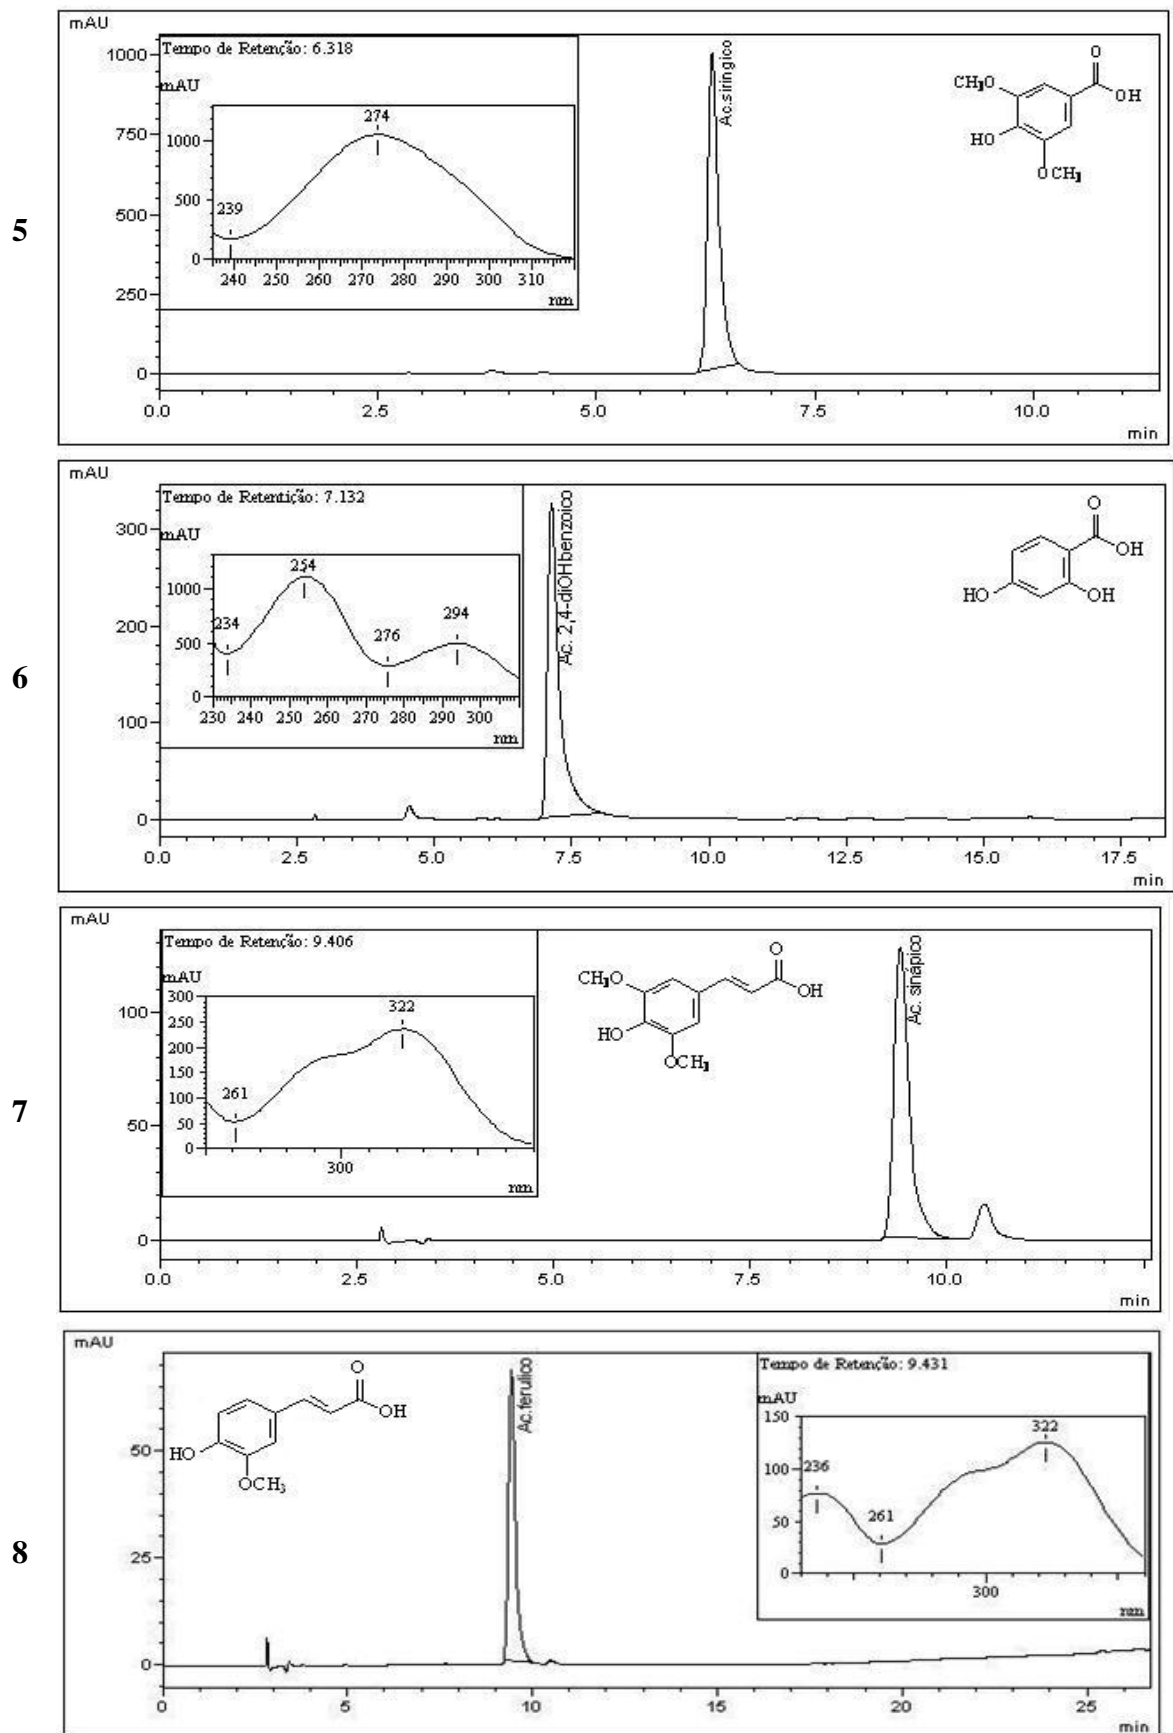 5
mAU
1000
750
500
250
0
0.0 2.5 5.0 7.5 10.0
min
Tempo de Retenção: 6.318
mAU
1000
500
0
239
274
240 250 260 270 280 290 300 310
nm
Ac.siringico
CH3O
O
OH
HO
OCH3
6
mAU
300
200
100
0
0.0 2.5 5.0 7.5 10.0 12.5 15.0 17.5
min
Tempo de Retentição: 7.132
mAU
1000
500
0
234
254
276
294
230 240 250 260 270 280 290 300
nm
Ac. 2,4-diOHbenzoico
O
OH
HO
OH
7
mAU
100
50
0
0.0 2.5 5.0 7.5 10.0
min
Tempo de Retenção: 9.406
mAU
300
250
200
150
100
50
0
261
322
300
nm
CH3O
O
OH
HO
OCH3
Ac. sinápico
8
mAU
50
25
0
0 5 10 15 20 25
min
O
OH
HO
OCH3
Ac.ferulico
Tempo de Retenção: 9.431
mAU
150
100
50
0
236
261
322
300
nm